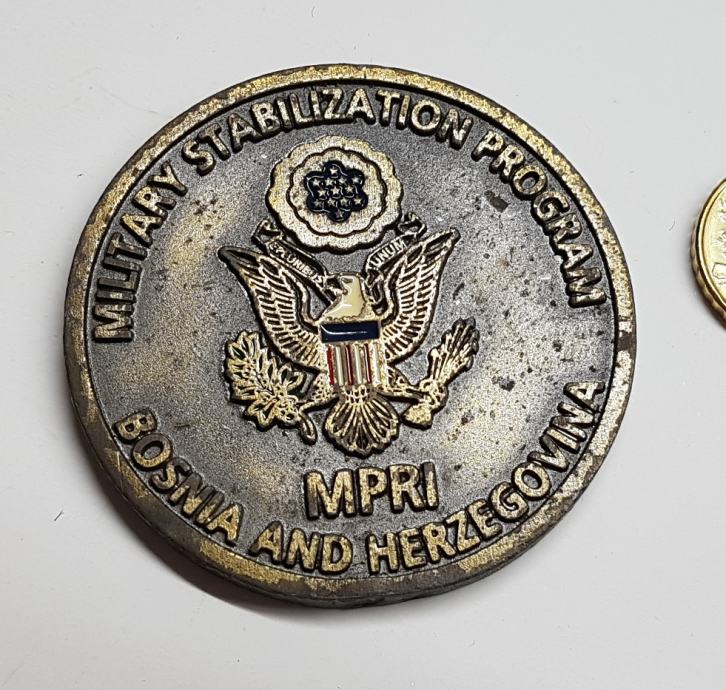 MILITARY STABILIZATION PROGRAM
E PLURIBUS UNUM
MPRI
BOSNIA AND HERZEGOVINA